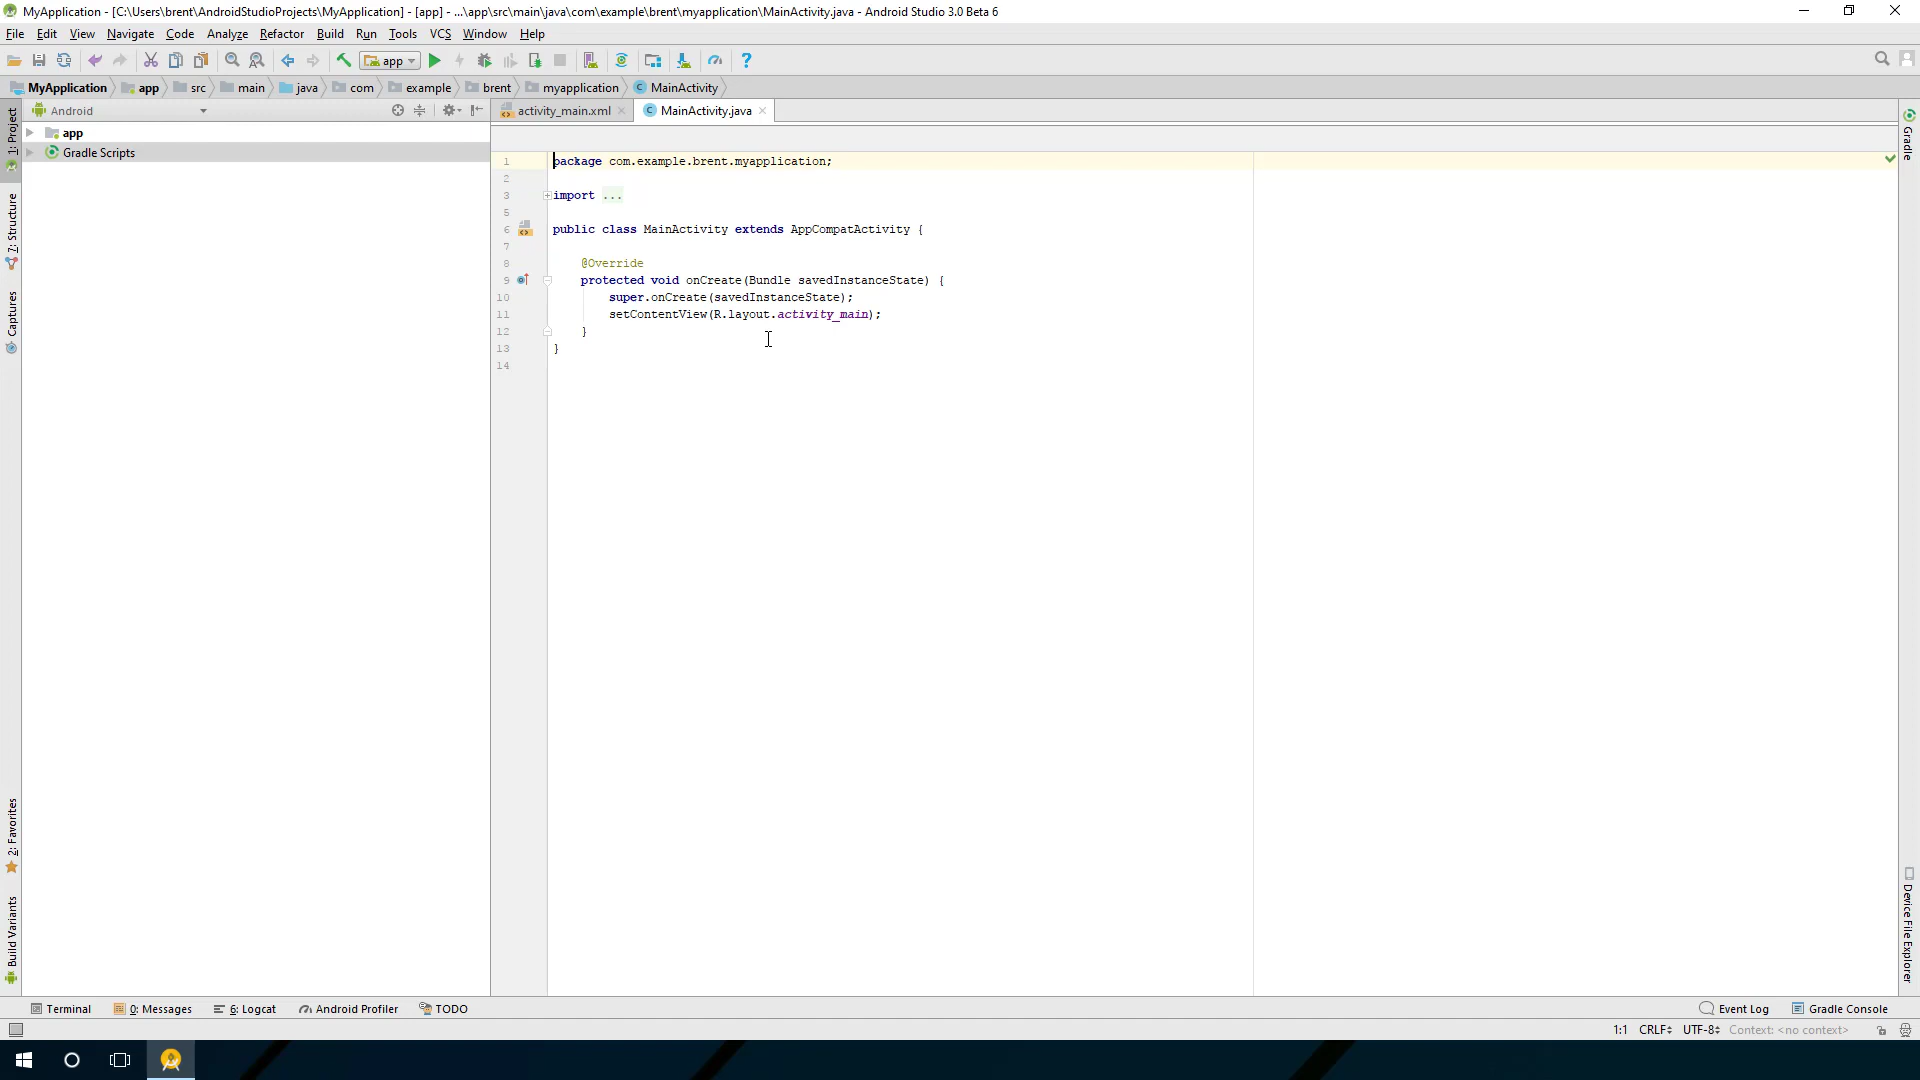 MyApplication - [C:\Users\brent\AndroidStudioProjects\MyApplication] - [app] - ...\app\src\main\java\com\example\brent\myapplication\MainActivity.java - Android Studio 3.0 Beta 6
File Edit View Navigate Code Analyze Refactor Build Run Tools VCS Window Help
app
MyApplication app src main java com example brent myapplication MainActivity
1: Project
7: Structure
Captures
2: Favorites
Build Variants
Android
app
Gradle Scripts
activity_main.xml MainActivity.java
1 package com.example.brent.myapplication;
2
3 import ...
5
6 public class MainActivity extends AppCompatActivity {
7
8 @Override
9 protected void onCreate(Bundle savedInstanceState) {
10 super.onCreate(savedInstanceState);
11 setContentView(R.layout.activity_main);
12 }
13 }
14
Gradle
Device File Explorer
Terminal 0: Messages 6: Logcat Android Profiler TODO Event Log Gradle Console
1:1 CRLF UTF-8 Context: <no context>